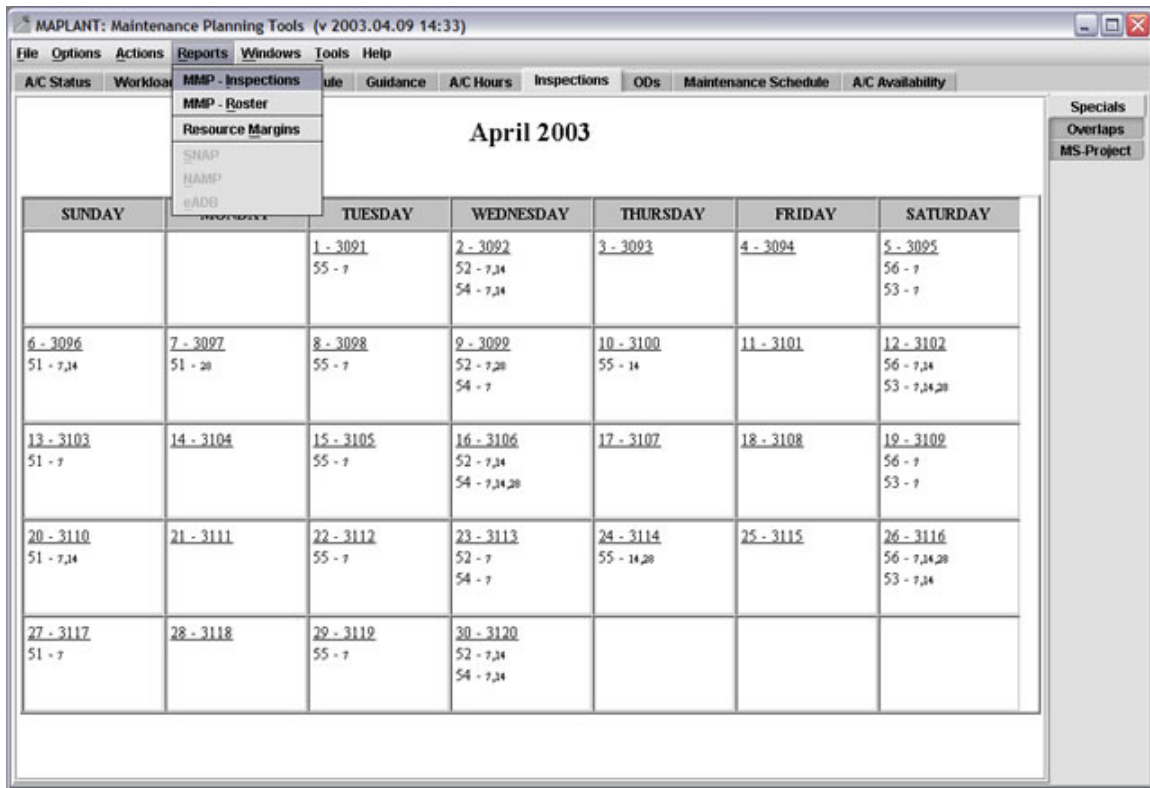 MAPLANT: Maintenance Planning Tools (v 2003.04.09 14:33)
File Options Actions Reports Windows Tools Help
A/C Status Workloa ule Guidance A/C Hours Inspections ODs Maintenance Schedule A/C Availability
MMP - Inspections
MMP - Roster
Resource Margins
SNAP
NAMP
eADB
Specials
Overlaps
MS-Project
April 2003
SUNDAY MONDAY TUESDAY WEDNESDAY THURSDAY FRIDAY SATURDAY
1 - 3091 2 - 3092 3 - 3093 4 - 3094 5 - 3095
55 - 7 52 - 7,14 56 - 7
54 - 7,14 53 - 7
6 - 3096 7 - 3097 8 - 3098 9 - 3099 10 - 3100 11 - 3101 12 - 3102
51 - 7,14 51 - 28 55 - 7 52 - 7,28 55 - 14 56 - 7,14
54 - 7 53 - 7,14,28
13 - 3103 14 - 3104 15 - 3105 16 - 3106 17 - 3107 18 - 3108 19 - 3109
51 - 7 55 - 7 52 - 7,14 56 - 7
54 - 7,14,28 53 - 7
20 - 3110 21 - 3111 22 - 3112 23 - 3113 24 - 3114 25 - 3115 26 - 3116
51 - 7,14 55 - 7 52 - 7 55 - 14,28 56 - 7,14,28
54 - 7 53 - 7,14
27 - 3117 28 - 3118 29 - 3119 30 - 3120
51 - 7 55 - 7 52 - 7,14
54 - 7,14